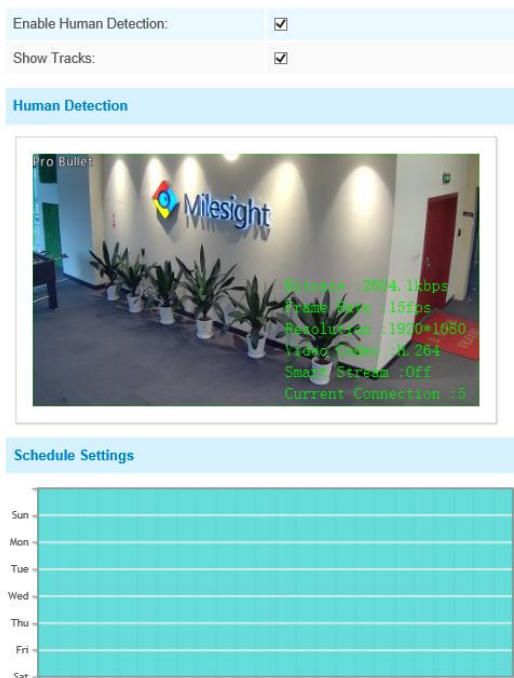 Enable Human Detection:
Show Tracks:
Human Detection
Pro Bullet
Milesight
Bitrate :2604.1kbps
Frame Rate :15fps
Resolution :1920*1080
Video Codec :H.264
Smart Stream :Off
Current Connection :5
Schedule Settings
Sun
Mon
Tue
Wed
Thu
Fri
Sat